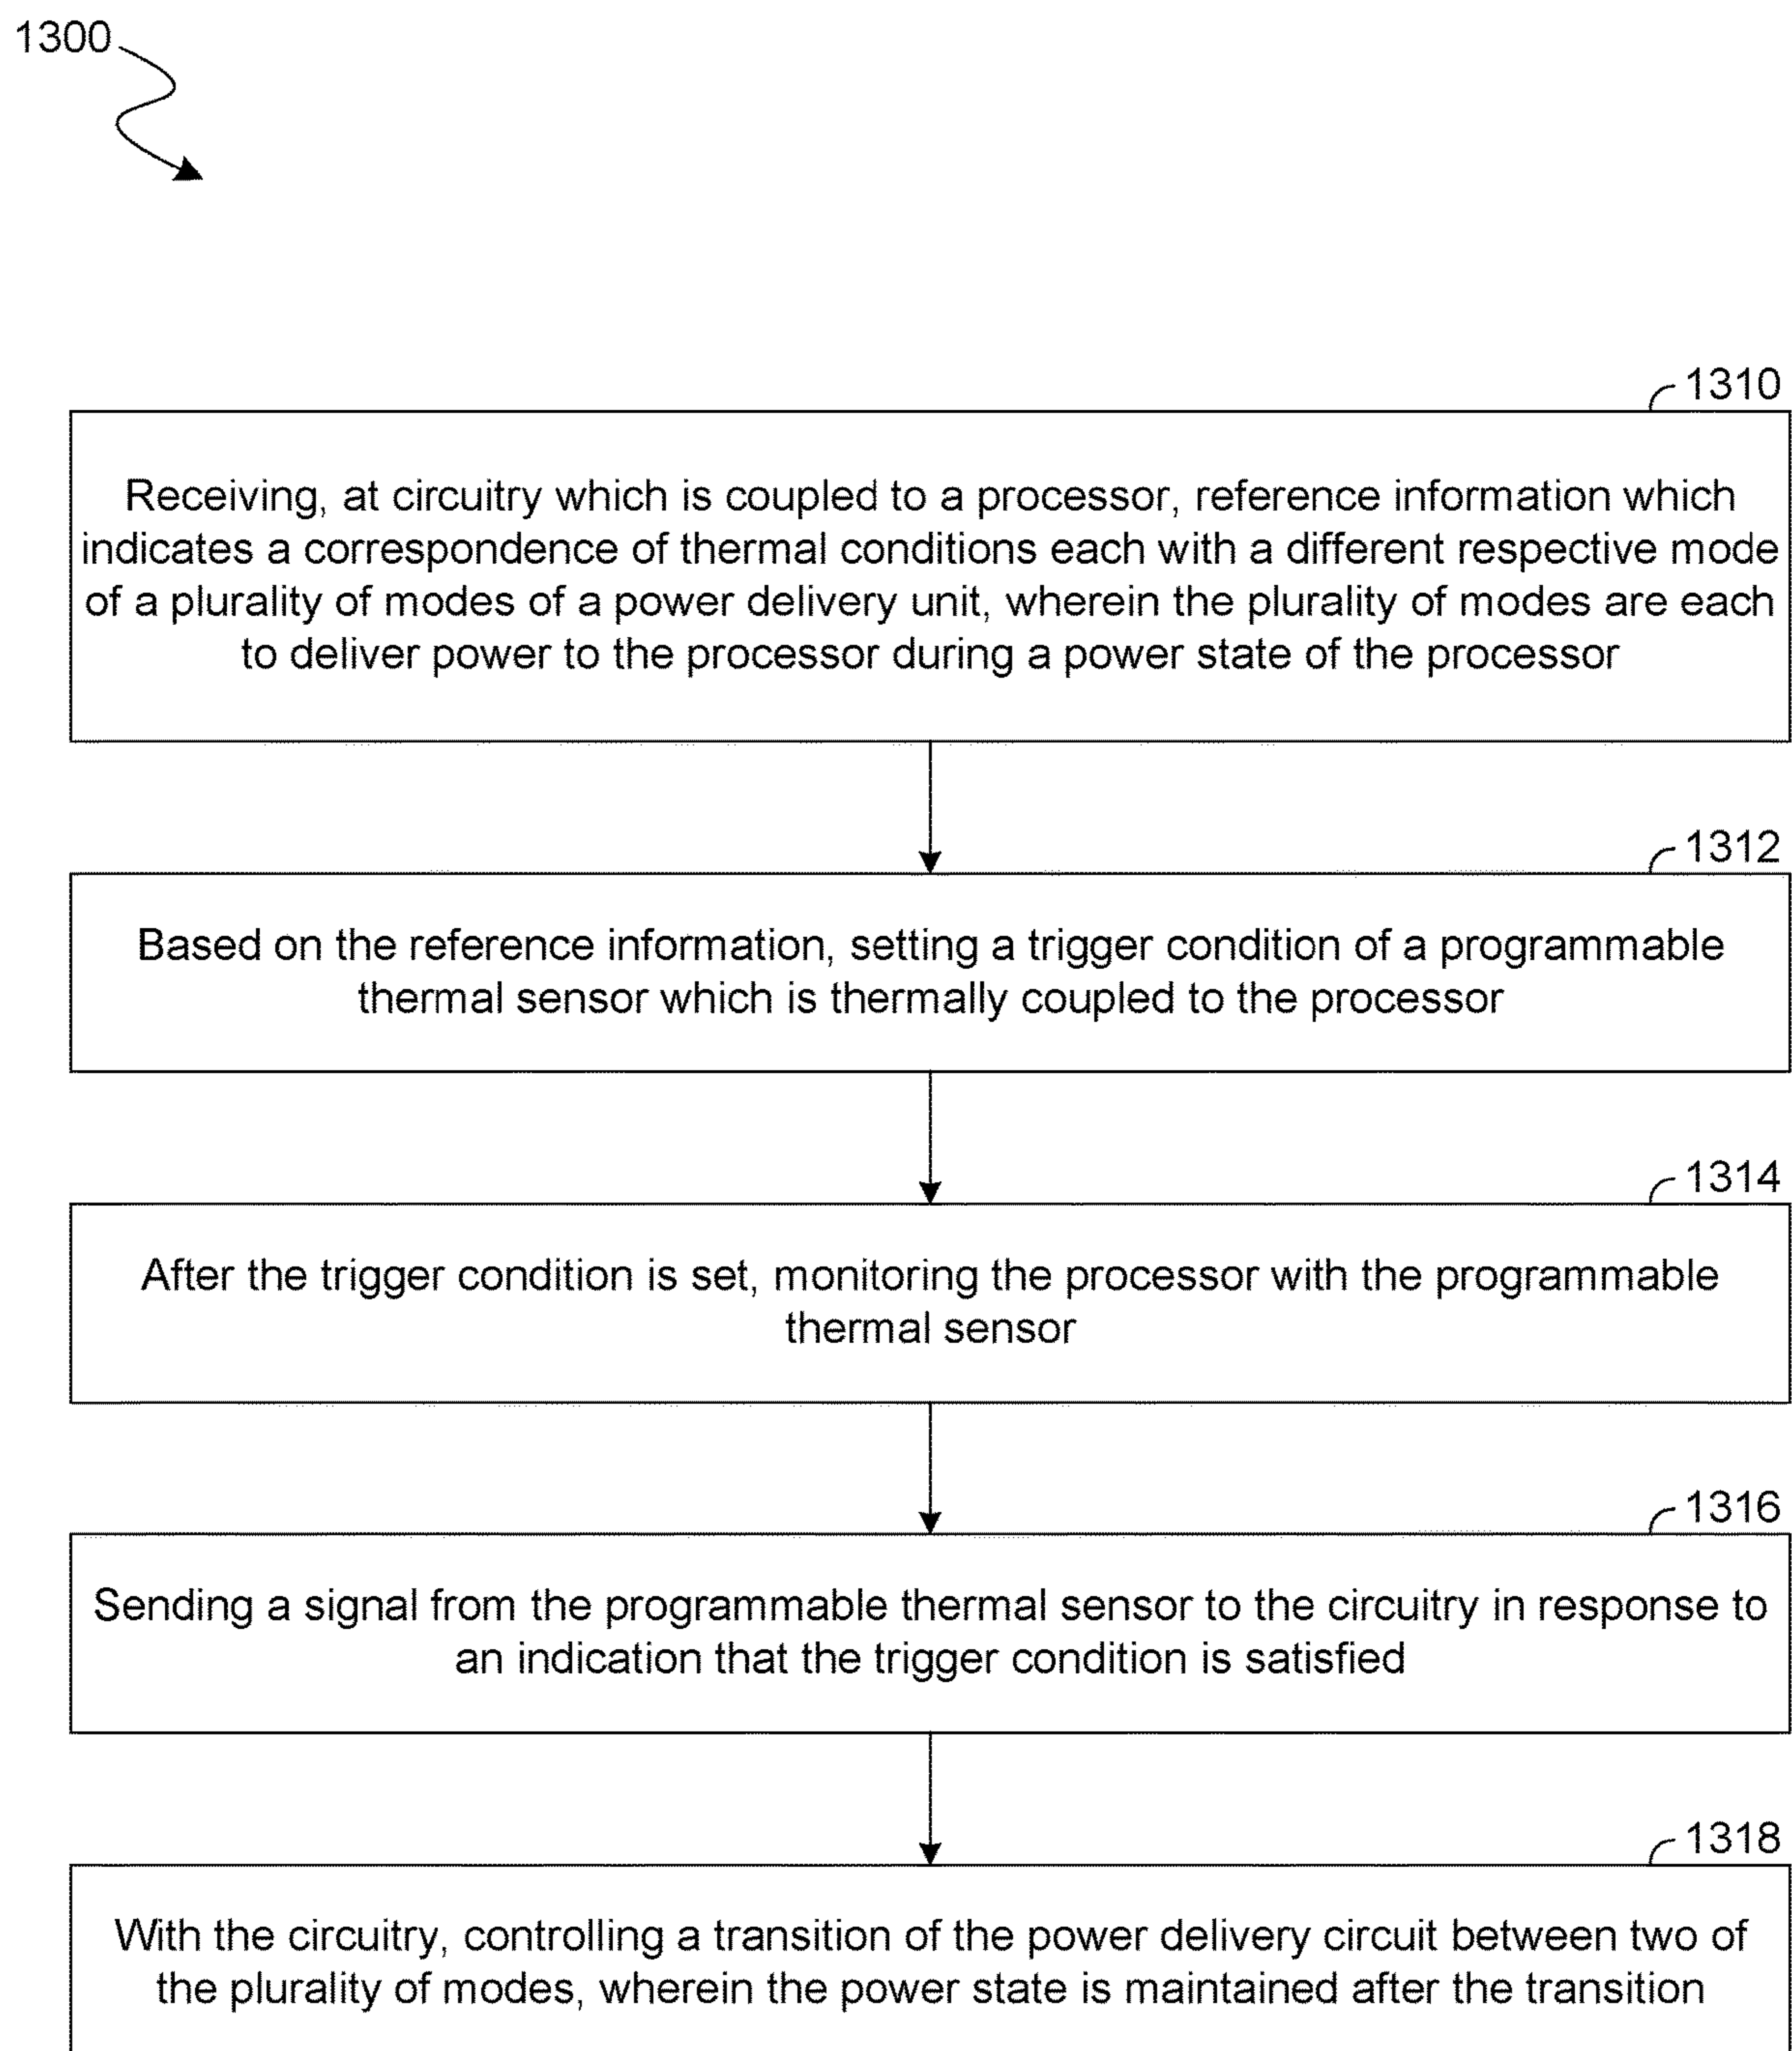 1300
1310
Receiving, at circuitry which is coupled to a processor, reference information which
indicates a correspondence of thermal conditions each with a different respective mode
of a plurality of modes of a power delivery unit, wherein the plurality of modes are each
to deliver power to the processor during a power state of the processor
1312
Based on the reference information, setting a trigger condition of a programmable
thermal sensor which is thermally coupled to the processor
1314
After the trigger condition is set, monitoring the processor with the programmable
thermal sensor
1316
Sending a signal from the programmable thermal sensor to the circuitry in response to
an indication that the trigger condition is satisfied
1318
With the circuitry, controlling a transition of the power delivery circuit between two of
the plurality of modes, wherein the power state is maintained after the transition